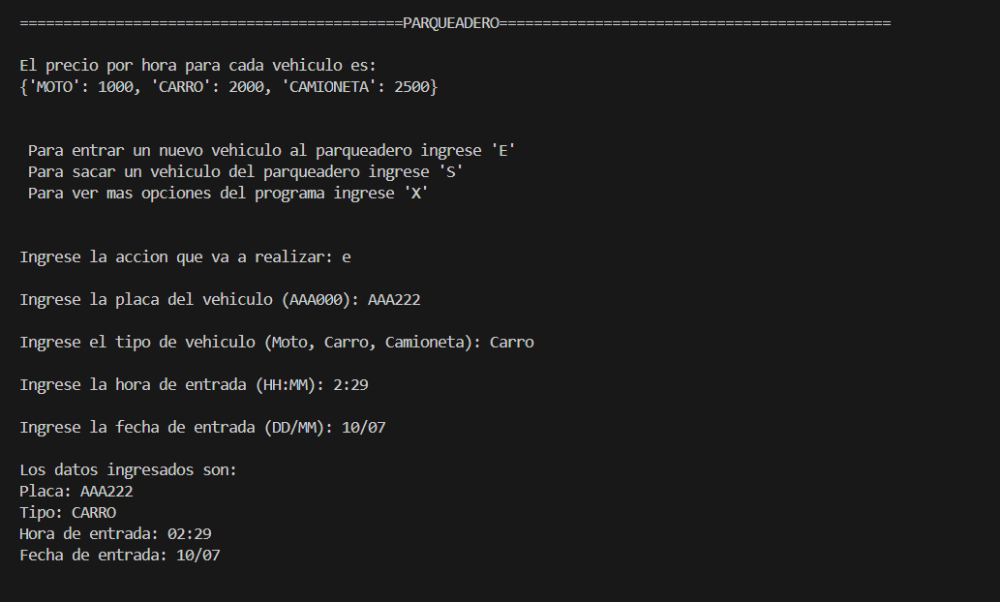 ============================================PARQUEADERO=============================================
El precio por hora para cada vehiculo es:
{'MOTO': 1000, 'CARRO': 2000, 'CAMIONETA': 2500}
Para entrar un nuevo vehiculo al parqueadero ingrese 'E'
Para sacar un vehiculo del parqueadero ingrese 'S'
Para ver mas opciones del programa ingrese 'X'
Ingrese la accion que va a realizar: e
Ingrese la placa del vehiculo (AAA000): AAA222
Ingrese el tipo de vehiculo (Moto, Carro, Camioneta): Carro
Ingrese la hora de entrada (HH:MM): 2:29
Ingrese la fecha de entrada (DD/MM): 10/07
Los datos ingresados son:
Placa: AAA222
Tipo: CARRO
Hora de entrada: 02:29
Fecha de entrada: 10/07